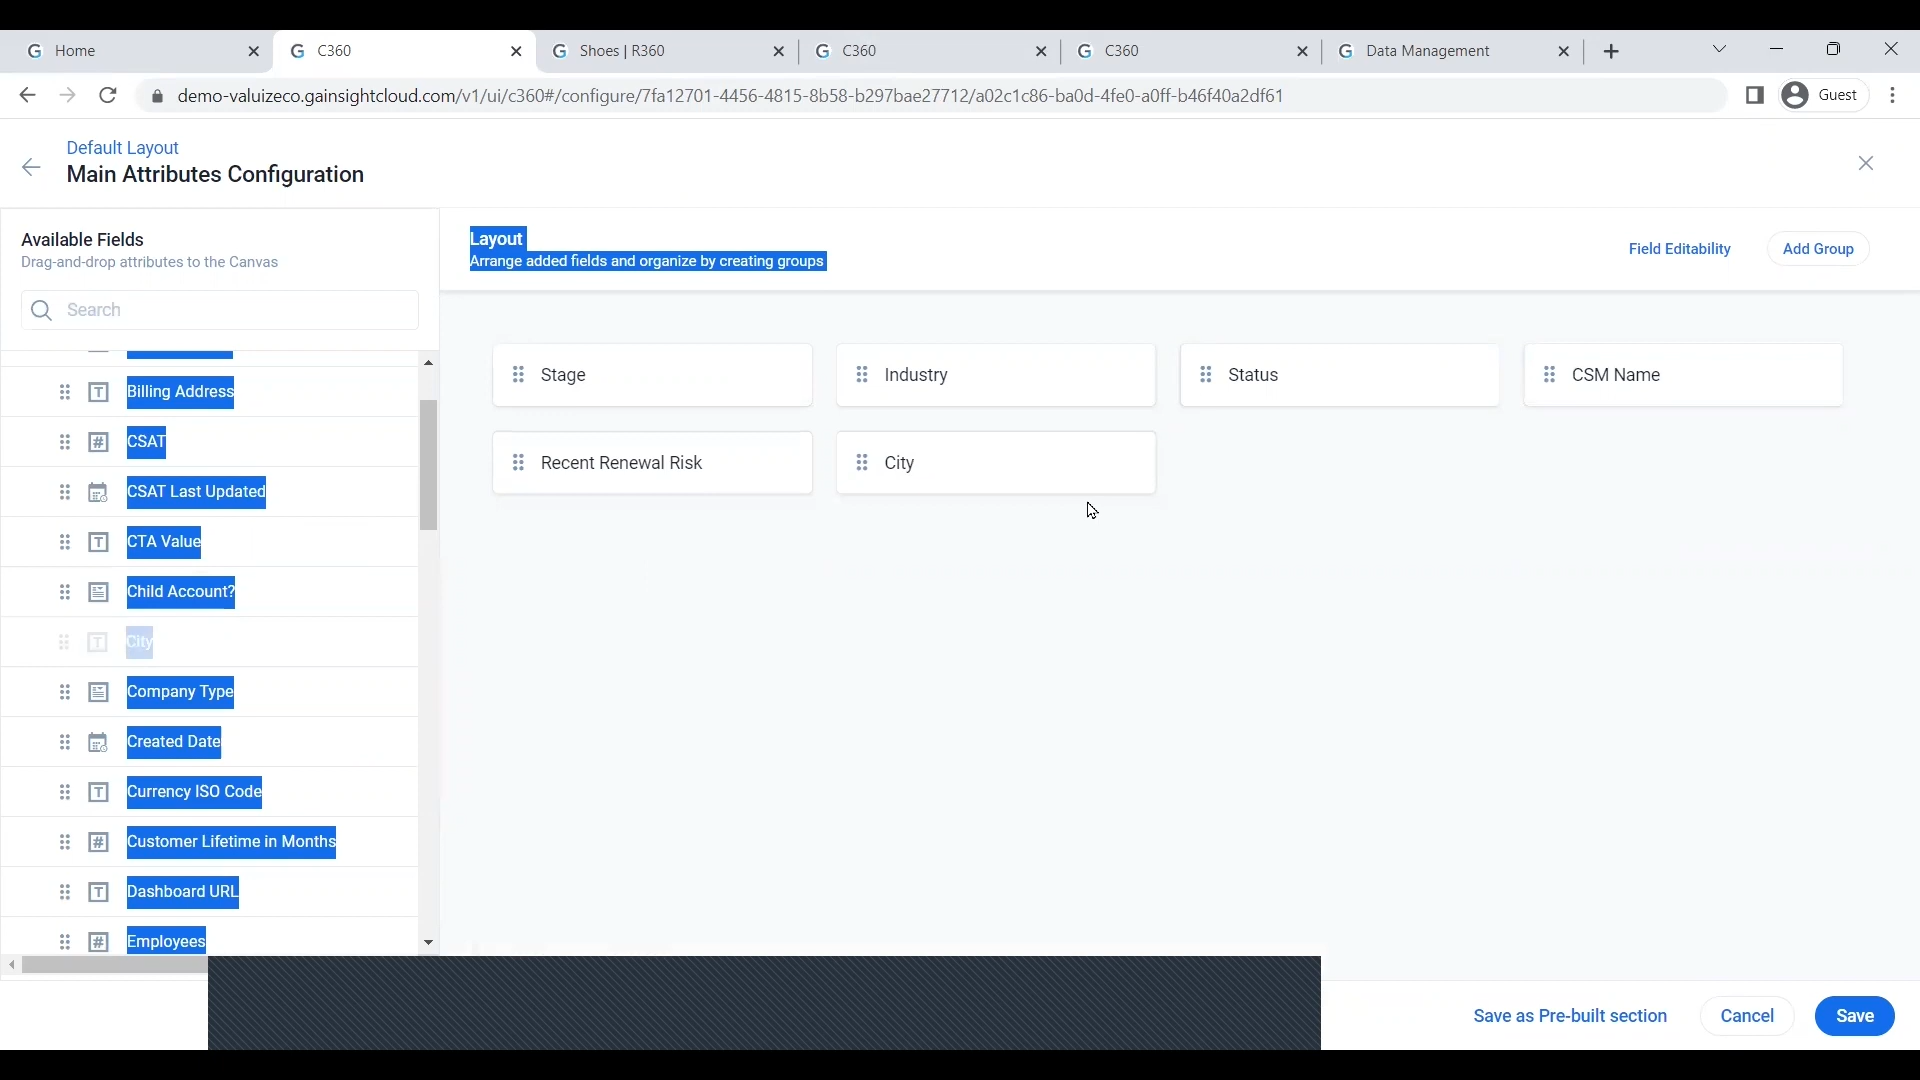 Home
C360
Shoes | R360
C360
C360
Data Management
demo-valuizeco.gainsightcloud.com/v1/ui/c360#/configure/7fa12701-4456-4815-8b58-b297bae27712/a02c1c86-ba0d-4fe0-a0ff-b46f40a2df61
Guest
Default Layout
Main Attributes Configuration
Available Fields
Drag-and-drop attributes to the Canvas
Search
Billing Address
CSAT
CSAT Last Updated
CTA Value
Child Account?
City
Company Type
Created Date
Currency ISO Code
Customer Lifetime in Months
Dashboard URL
Employees
Layout
Arrange added fields and organize by creating groups
Field Editability
Add Group
Stage
Industry
Status
CSM Name
Recent Renewal Risk
City
Save as Pre-built section
Cancel
Save